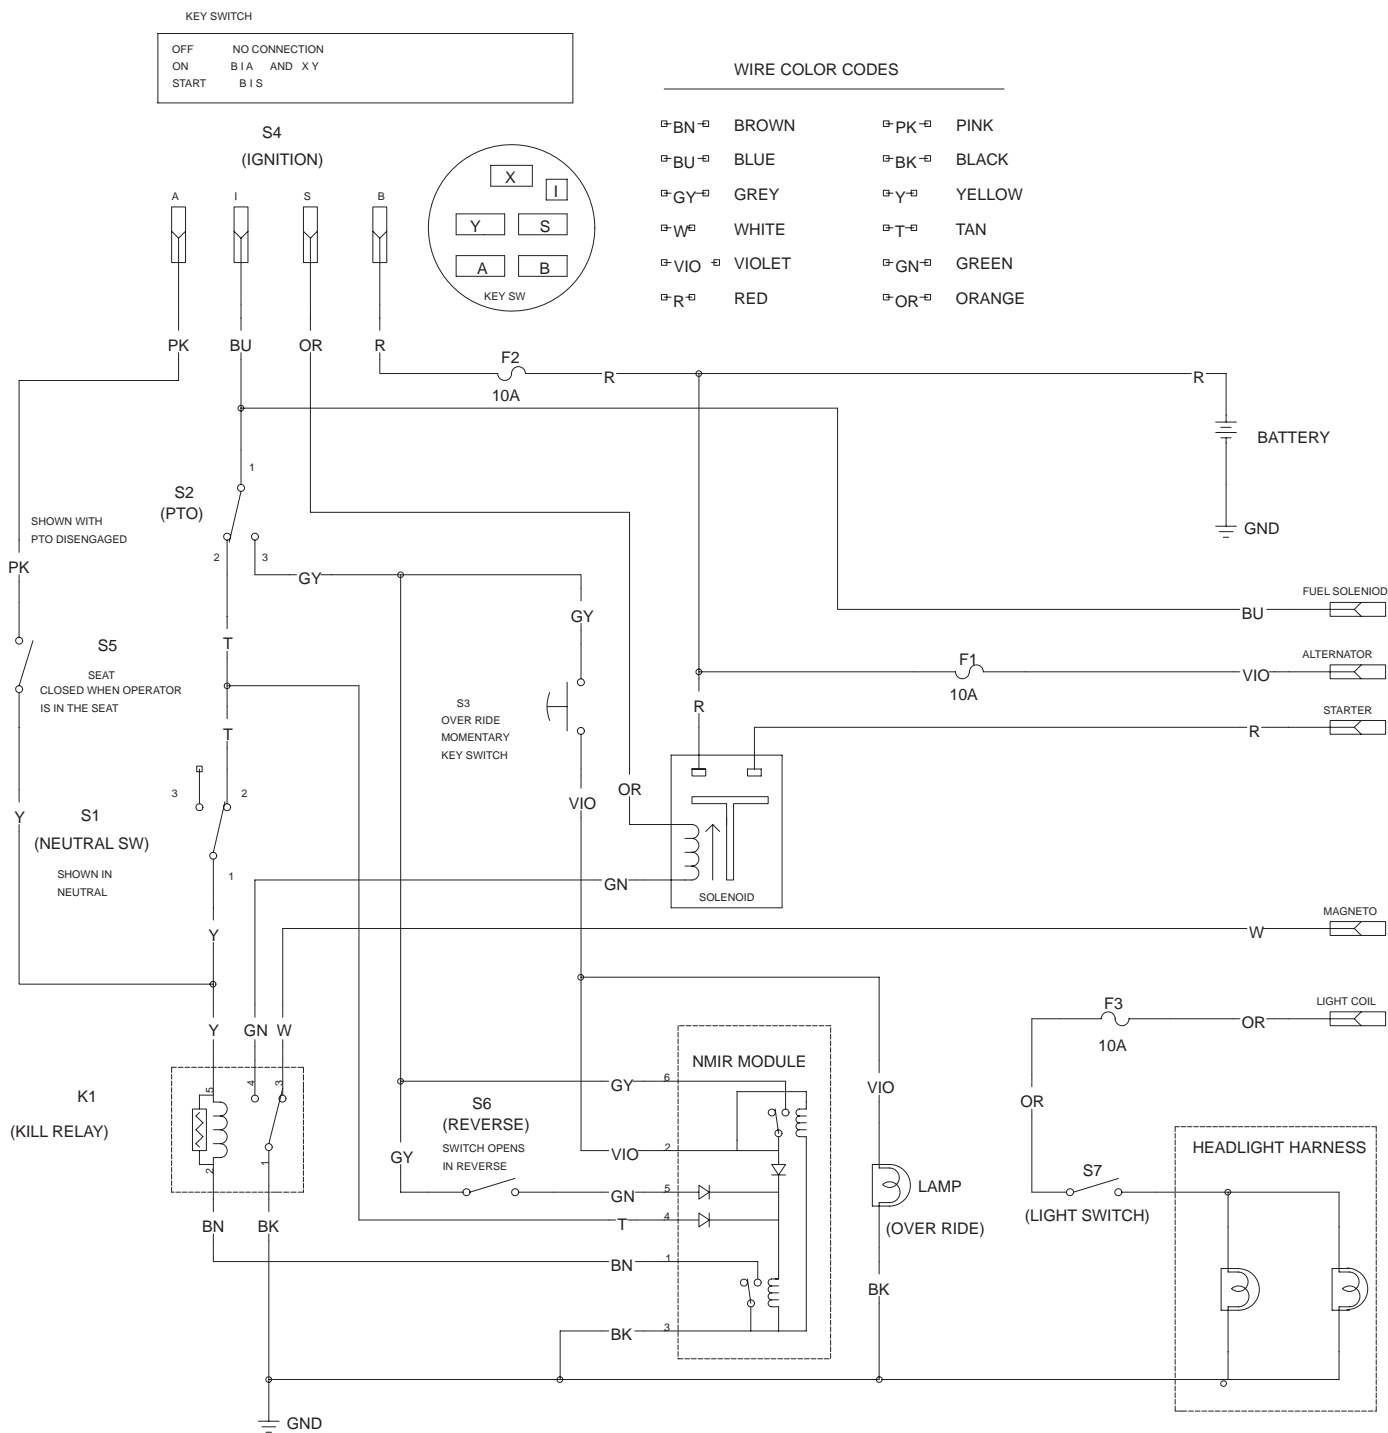 KEY SWITCH
OFF NO CONNECTION
ON B I A AND X Y
START B I S
WIRE COLOR CODES
BN BROWN PK PINK
BU BLUE BK BLACK
GY GREY Y YELLOW
W WHITE T TAN
VIO VIOLET GN GREEN
R RED OR ORANGE
S4
(IGNITION)
A I S B
X
I
Y S
A B
KEY SW
PK BU OR R
F2
10A
R
R
BATTERY
GND
1
S2
(PTO)
2
3
SHOWN WITH
PTO DISENGAGED
PK
GY
GY
T
S5
SEAT
CLOSED WHEN OPERATOR
IS IN THE SEAT
FUEL SOLENIOD
BU
F1
10A
ALTERNATOR
VIO
R
STARTER
R
S3
OVER RIDE
MOMENTARY
KEY SWITCH
T
3 2
OR
VIO
Y
S1
(NEUTRAL SW)
SHOWN IN
NEUTRAL
1
GN
SOLENOID
MAGNETO
W
Y
F3
10A
LIGHT COIL
OR
Y GN W
K1
(KILL RELAY)
5 4 3
2 1
NMIR MODULE
GY 6
S6
(REVERSE)
SWITCH OPENS
IN REVERSE
GY
VIO 2
GN 5
T 4
BN 1
BK 3
VIO
LAMP
(OVER RIDE)
BK
OR
S7
(LIGHT SWITCH)
HEADLIGHT HARNESS
BN BK
GND